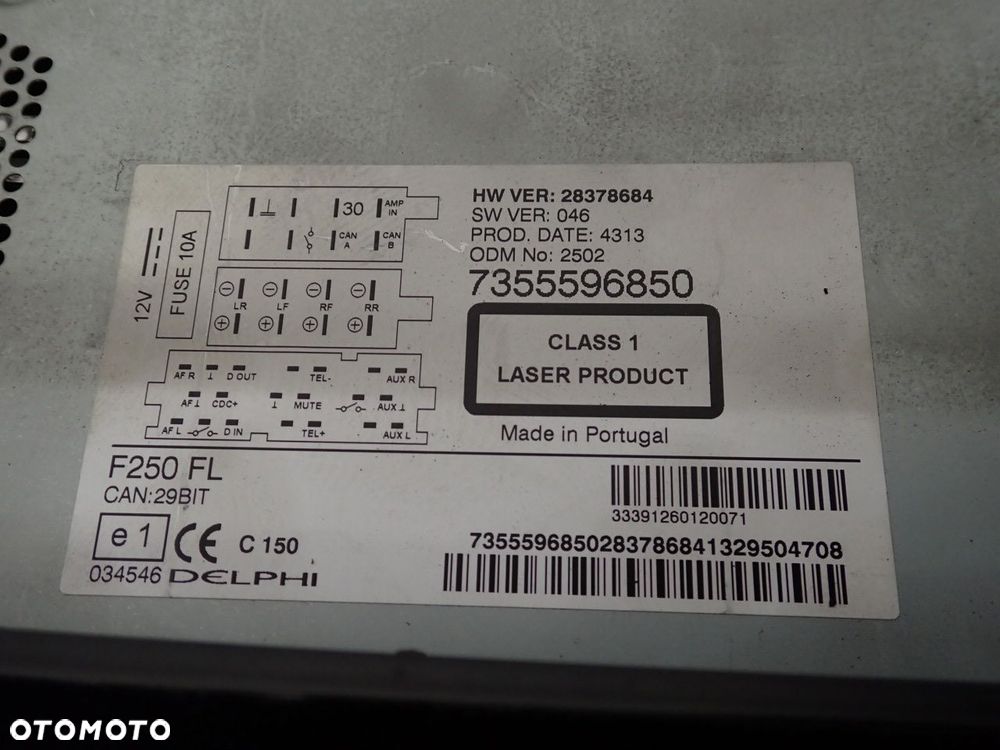 HW VER: 28378684
SW VER: 046
PROD. DATE: 4313
ODM No: 2502
7355596850
CLASS 1
LASER PRODUCT
Made in Portugal
12V
FUSE 10A
30 AMP IN
CAN A CAN B
LR LF RF RR
AF R D OUT TEL- AUX R
AF CDC+ MUTE AUX
AF L D IN TEL+ AUX L
F250 FL
CAN:29BIT
e 1 CE C 150
034546 DELPHI
33391260120071
7355596850283786841329504708
OTOMOTO